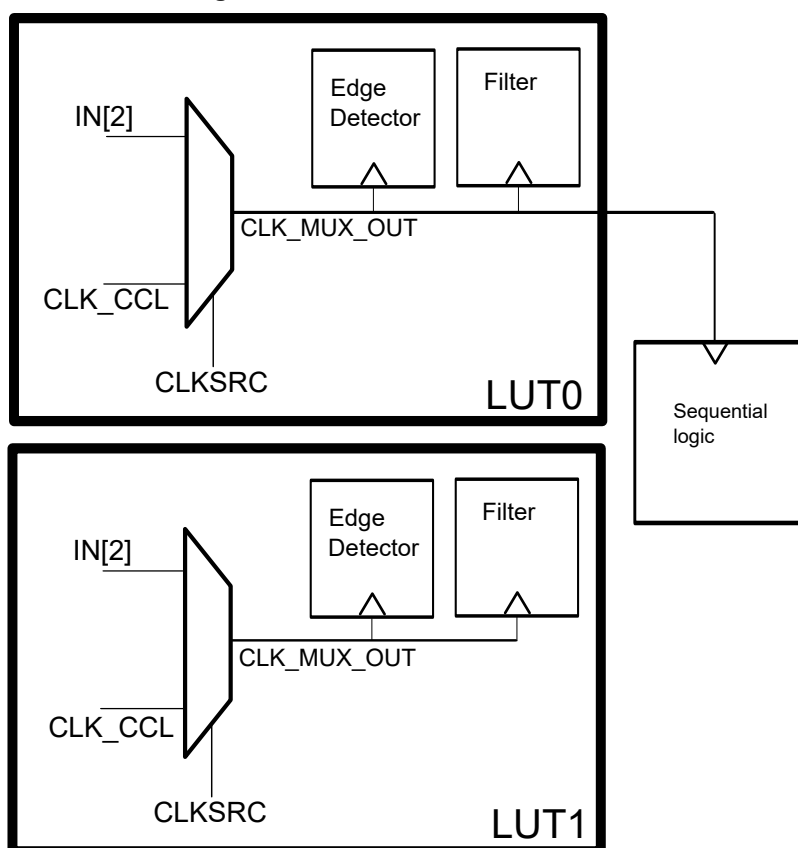 Edge
Detector
Filter
IN[2]
CLK_MUX_OUT
CLK_CCL
CLKSRC
LUT0
Sequential
logic
Edge
Detector
Filter
IN[2]
CLK_MUX_OUT
CLK_CCL
CLKSRC
LUT1